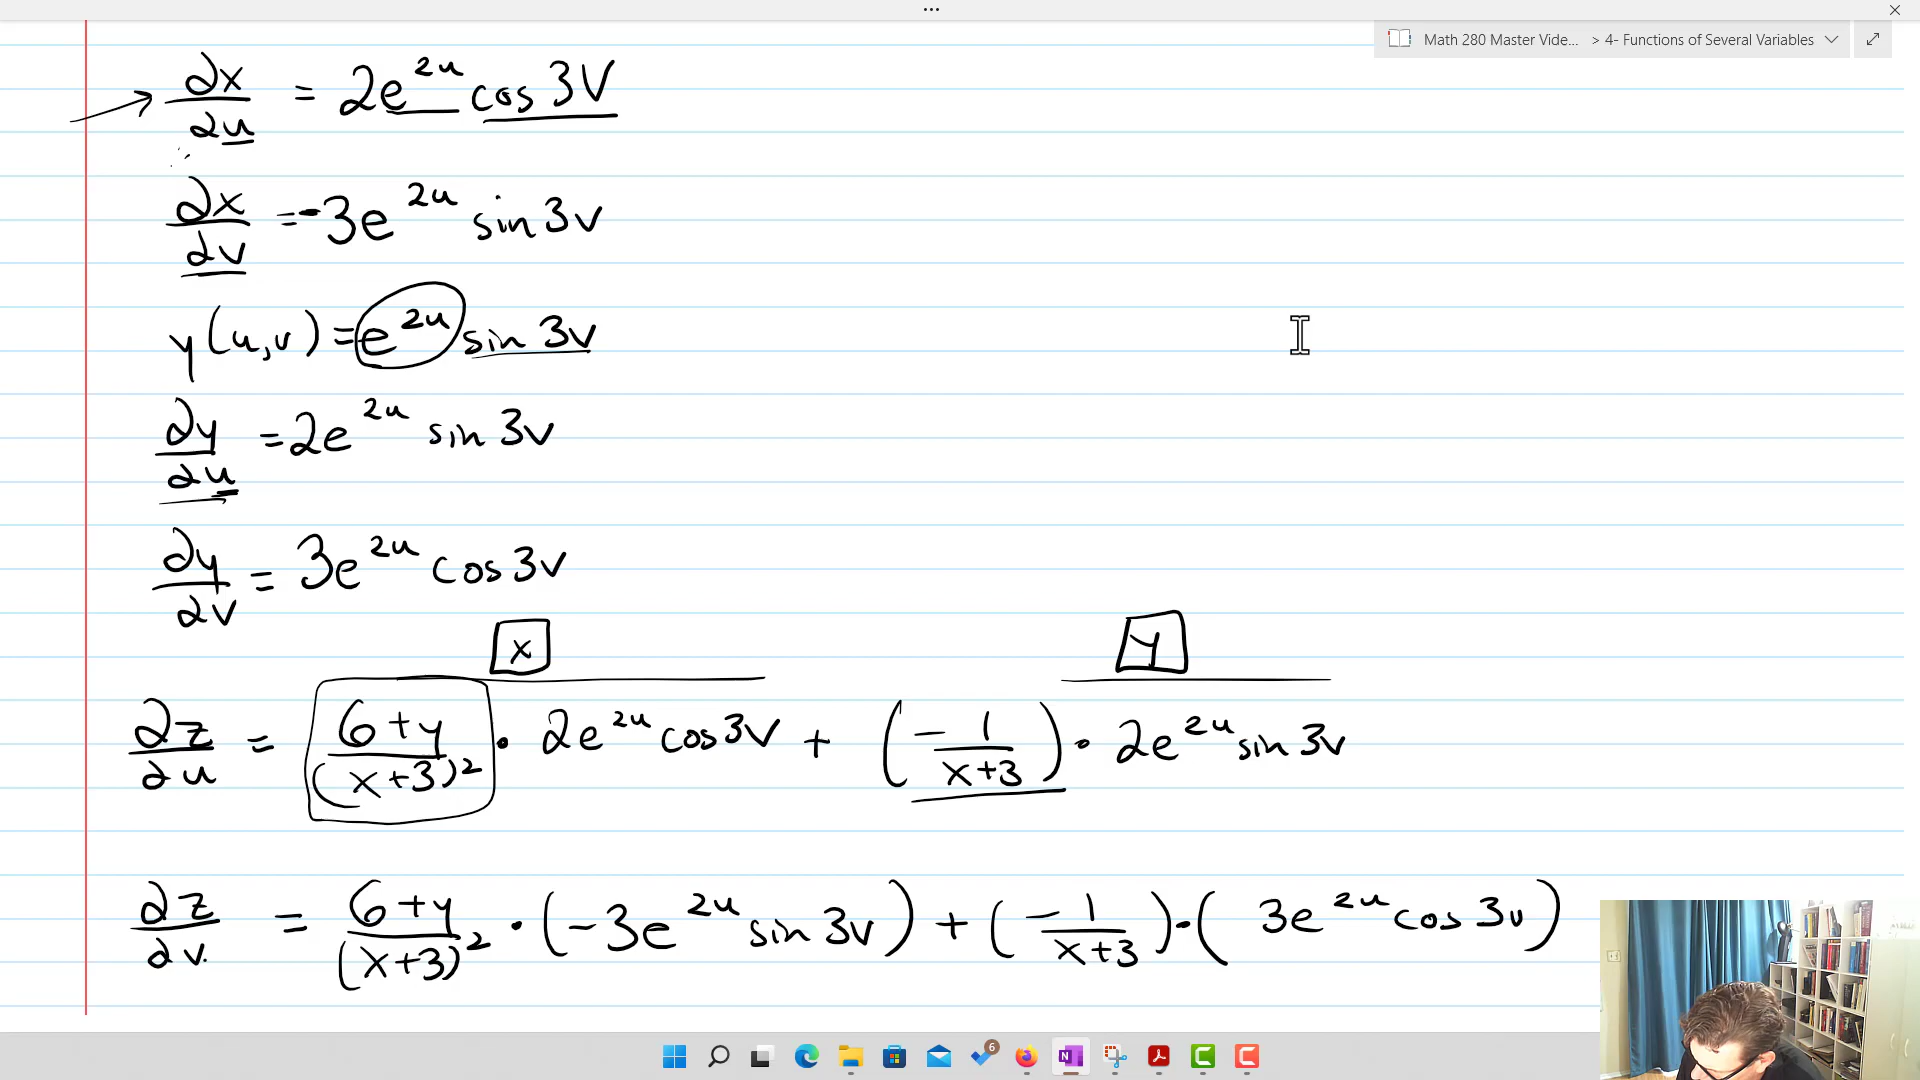 ...
Math 280 Master Vide... > 4- Functions of Several Variables
∂x/∂u = 2e^2u cos 3V
∂x/∂v = -3e^2u sin 3v
y(u,v) = e^2u sin 3v
∂y/∂u = 2e^2u sin 3v
∂y/∂v = 3e^2u cos 3v
x y
∂z/∂u = 6+y/(x+3)^2 · 2e^2u cos 3v + (-1/x+3) · 2e^2u sin 3v
∂z/∂v = 6+y/(x+3)^2 · (-3e^2u sin 3v) + (-1/x+3) · (3e^2u cos 3v)
6